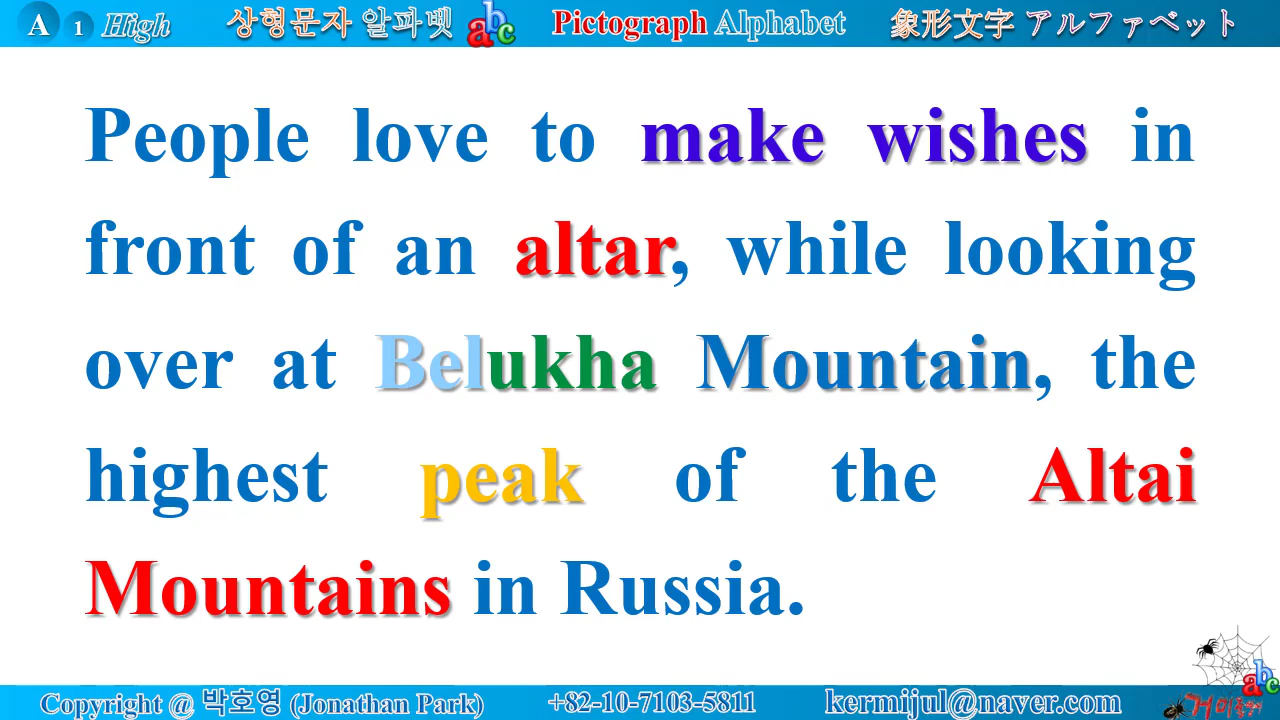 A 1 High 상형문자 알파벳 abc Pictograph Alphabet 象形文字 アルファベット
People love to make wishes in
front of an altar, while looking
over at Belukha Mountain, the
highest peak of the Altai
Mountains in Russia.
abc
Copyright @ 박호영 (Jonathan Park) +82-10-7103-5811 kermijul@naver.com